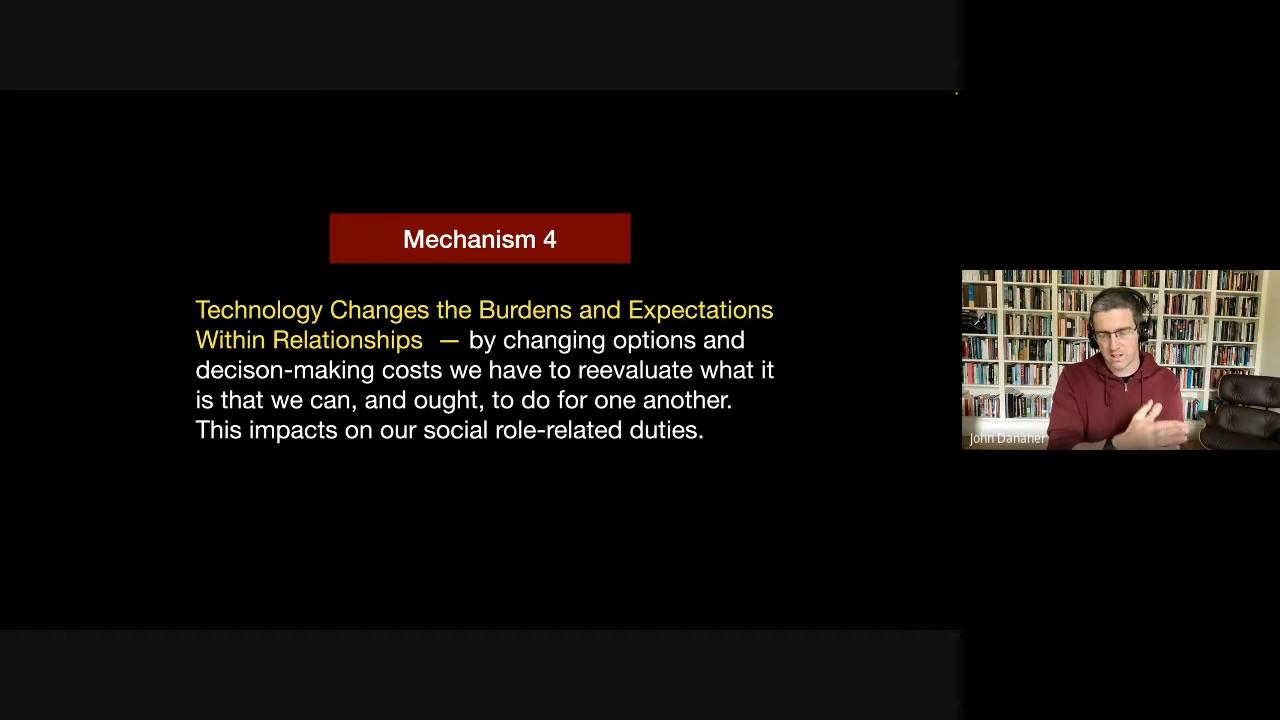 Mechanism 4
Technology Changes the Burdens and Expectations
Within Relationships — by changing options and
decison-making costs we have to reevaluate what it
is that we can, and ought, to do for one another.
This impacts on our social role-related duties.
John Danaher